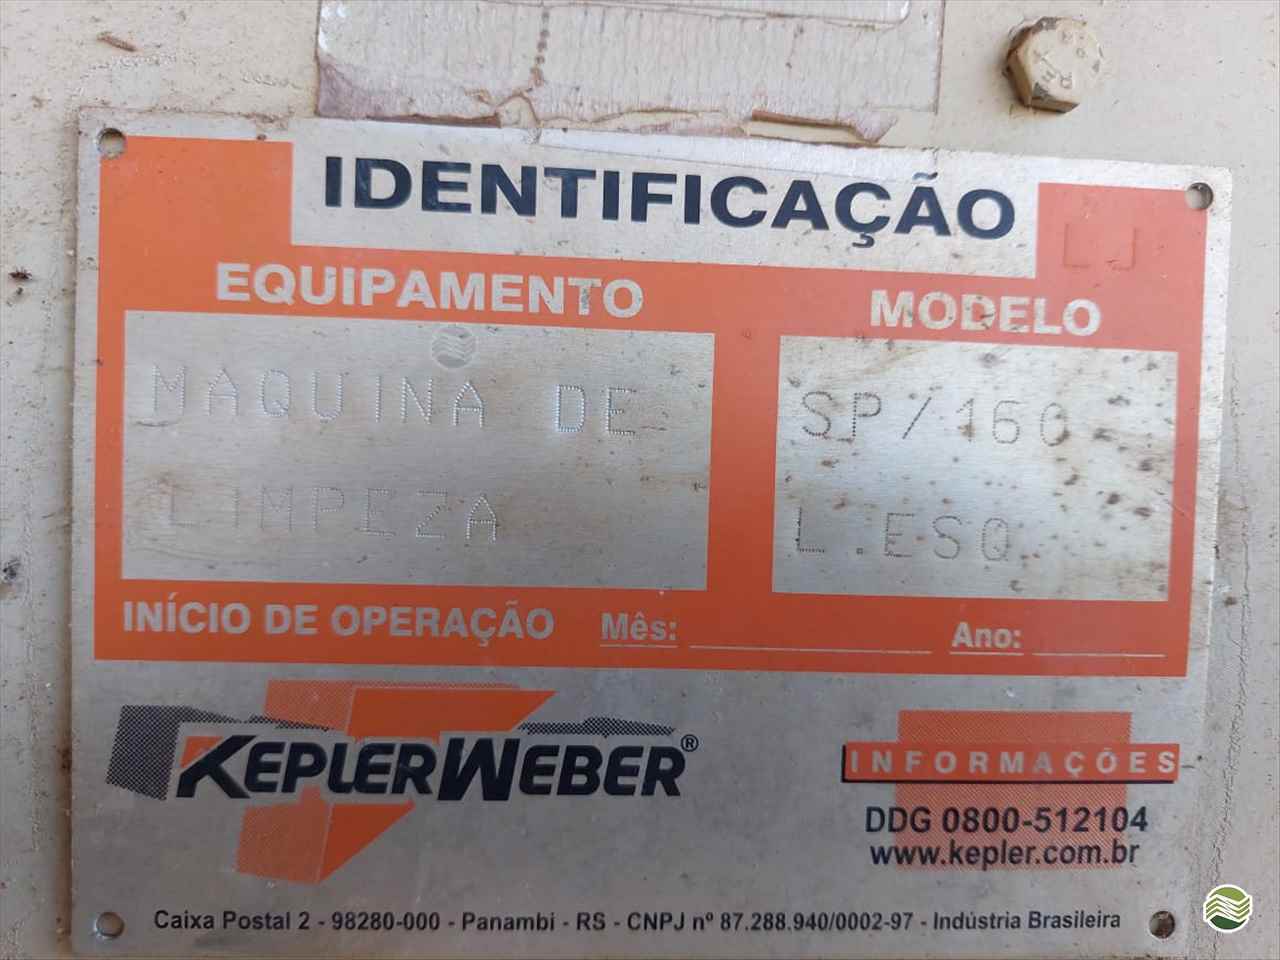 IDENTIFICAÇÃO
EQUIPAMENTO
MODELO
MAQUINA DE
LIMPEZA
SP/160
L.ESQ
INÍCIO DE OPERAÇÃO Mês: Ano:
KEPLER WEBER®
INFORMAÇÕES
DDG 0800-512104
www.kepler.com.br
Caixa Postal 2 - 98280-000 - Panambi - RS - CNPJ nº 87.288.940/0002-97 - Indústria Brasileira